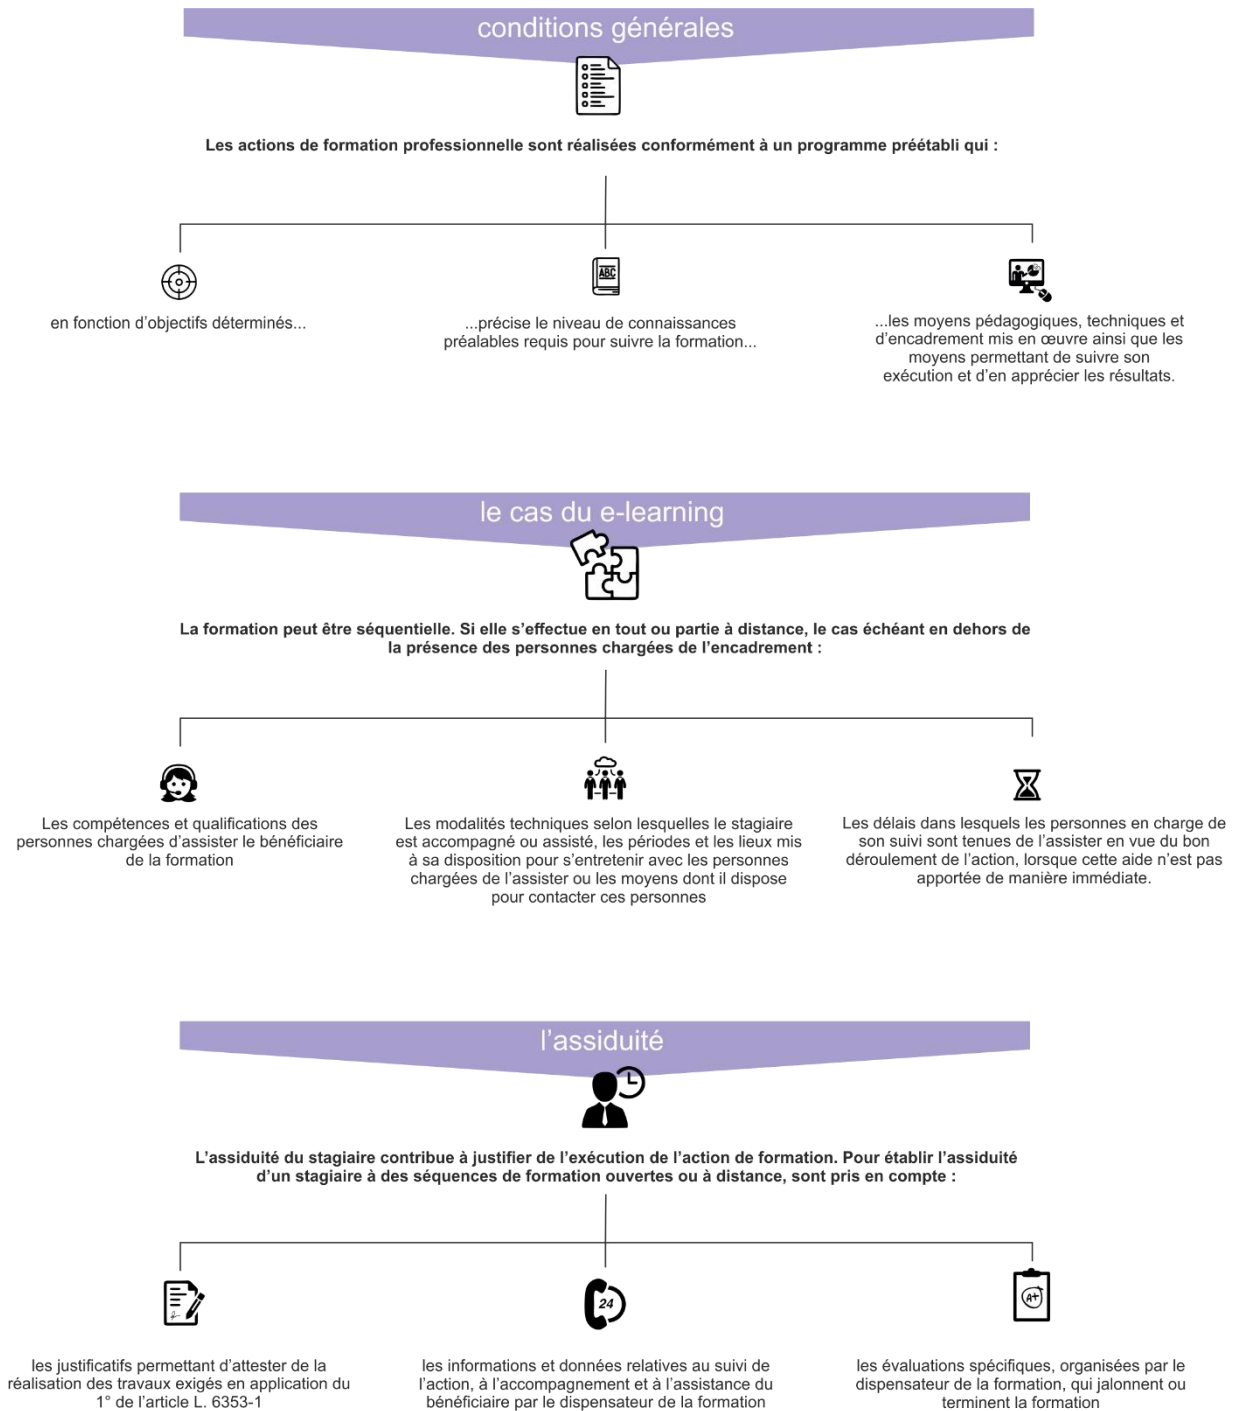 conditions générales
Les actions de formation professionnelle sont réalisées conformément à un programme préétabli qui :
en fonction d’objectifs déterminés...
...précise le niveau de connaissances
préalables requis pour suivre la formation...
...les moyens pédagogiques, techniques et
d’encadrement mis en œuvre ainsi que les
moyens permettant de suivre son
exécution et d’en apprécier les résultats.
le cas du e-learning
La formation peut être séquentielle. Si elle s’effectue en tout ou partie à distance, le cas échéant en dehors de
la présence des personnes chargées de l’encadrement :
Les compétences et qualifications des
personnes chargées d’assister le bénéficiaire
de la formation
Les modalités techniques selon lesquelles le stagiaire
est accompagné ou assisté, les périodes et les lieux mis
à sa disposition pour s’entretenir avec les personnes
chargées de l’assister ou les moyens dont il dispose
pour contacter ces personnes
Les délais dans lesquels les personnes en charge de
son suivi sont tenues de l’assister en vue du bon
déroulement de l’action, lorsque cette aide n’est pas
apportée de manière immédiate.
l’assiduité
L’assiduité du stagiaire contribue à justifier de l’exécution de l’action de formation. Pour établir l’assiduité
d’un stagiaire à des séquences de formation ouvertes ou à distance, sont pris en compte :
les justificatifs permettant d’attester de la
réalisation des travaux exigés en application du
1° de l’article L. 6353-1
24
les informations et données relatives au suivi de
l’action, à l’accompagnement et à l’assistance du
bénéficiaire par le dispensateur de la formation
A+
les évaluations spécifiques, organisées par le
dispensateur de la formation, qui jalonnent ou
terminent la formation
ABC